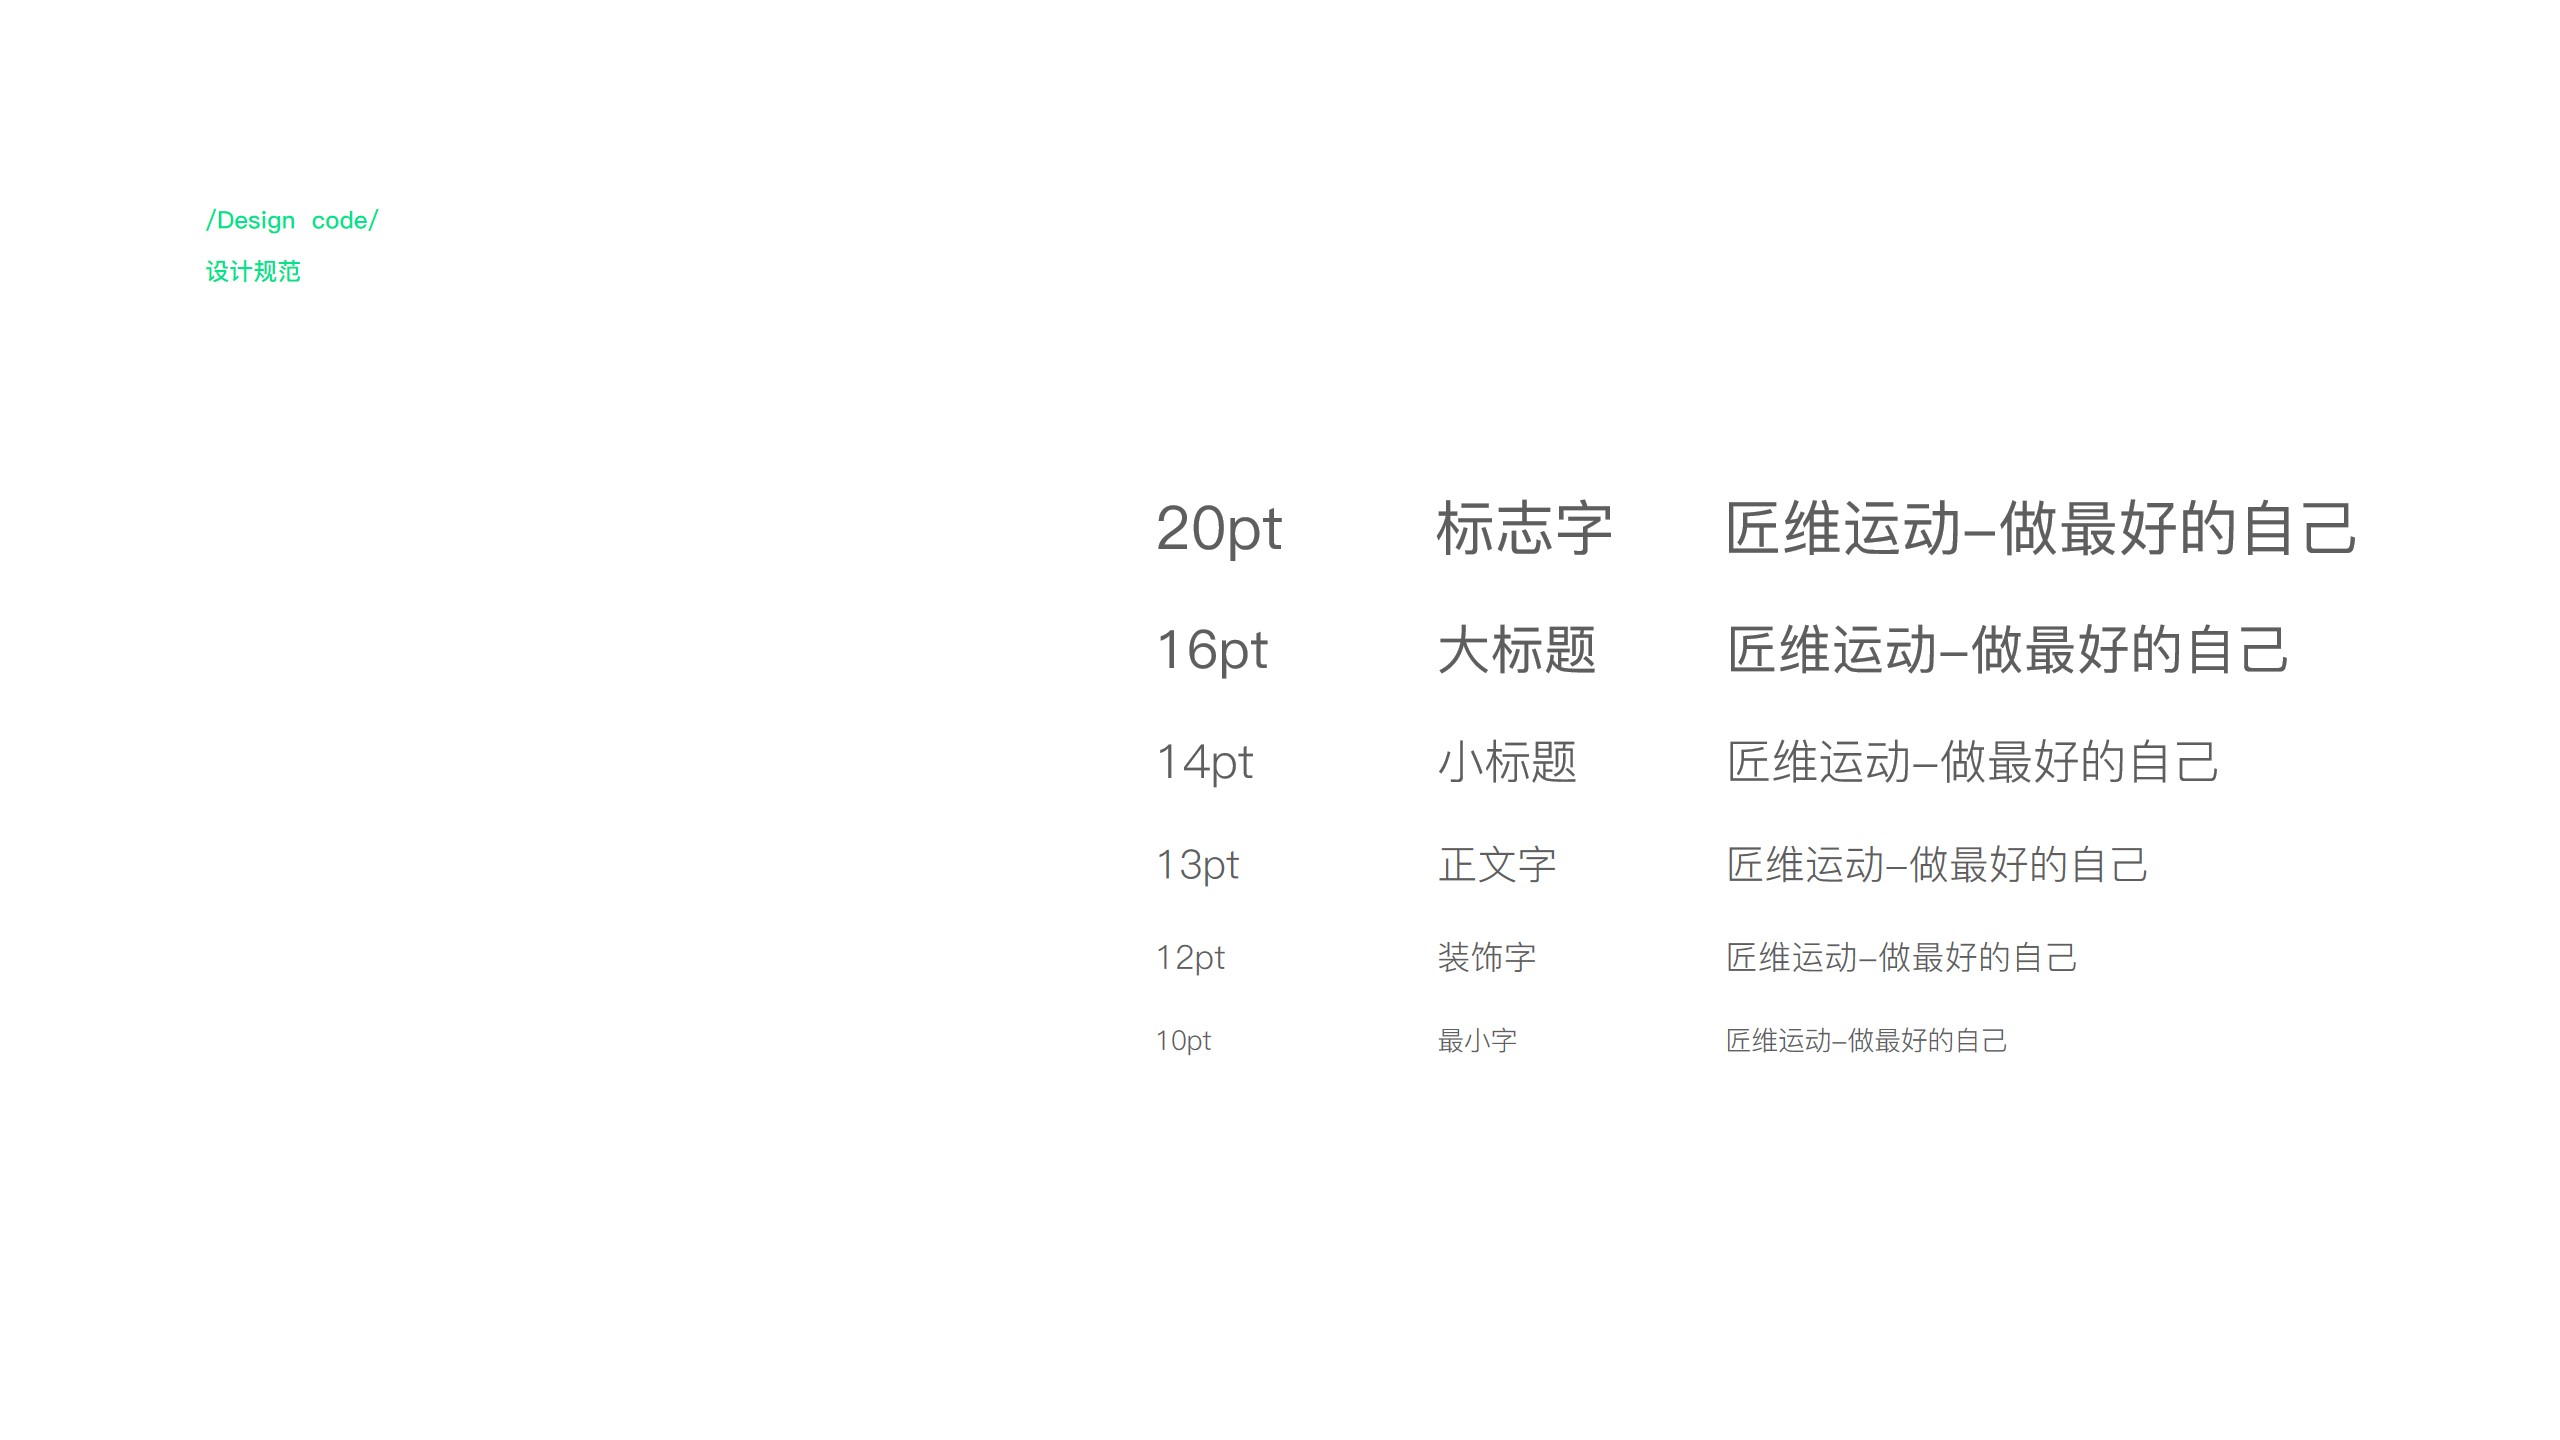 /Design code/
设计规范
20pt 标志字 匠维运动–做最好的自己
16pt 大标题 匠维运动–做最好的自己
14pt 小标题 匠维运动–做最好的自己
13pt 正文字 匠维运动–做最好的自己
12pt 装饰字 匠维运动–做最好的自己
10pt 最小字 匠维运动–做最好的自己